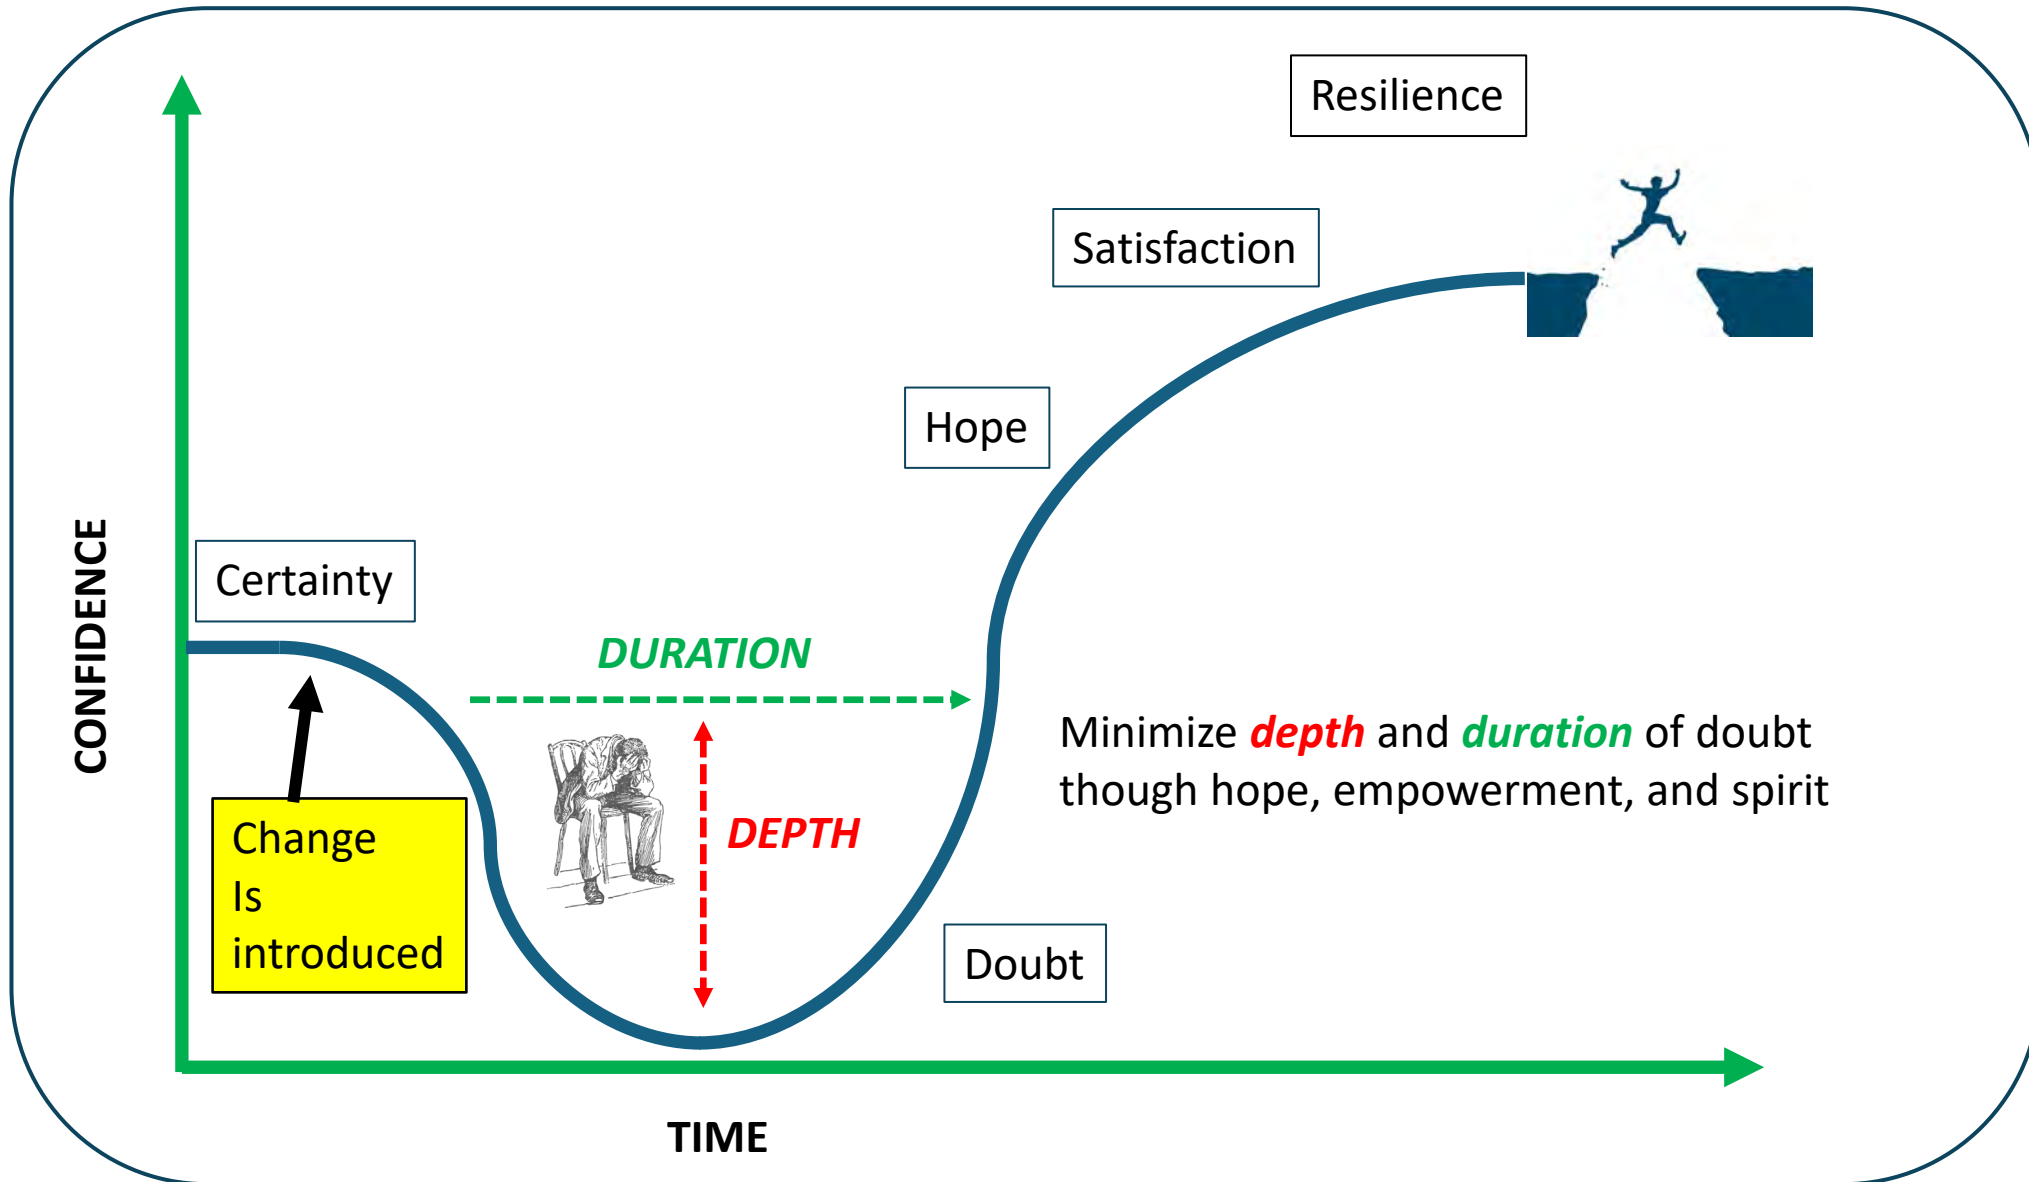 Resilience
Satisfaction
Hope
CONFIDENCE
Certainty
DURATION
Minimize depth and duration of doubt
though hope, empowerment, and spirit
DEPTH
Change
Is
introduced
Doubt
TIME